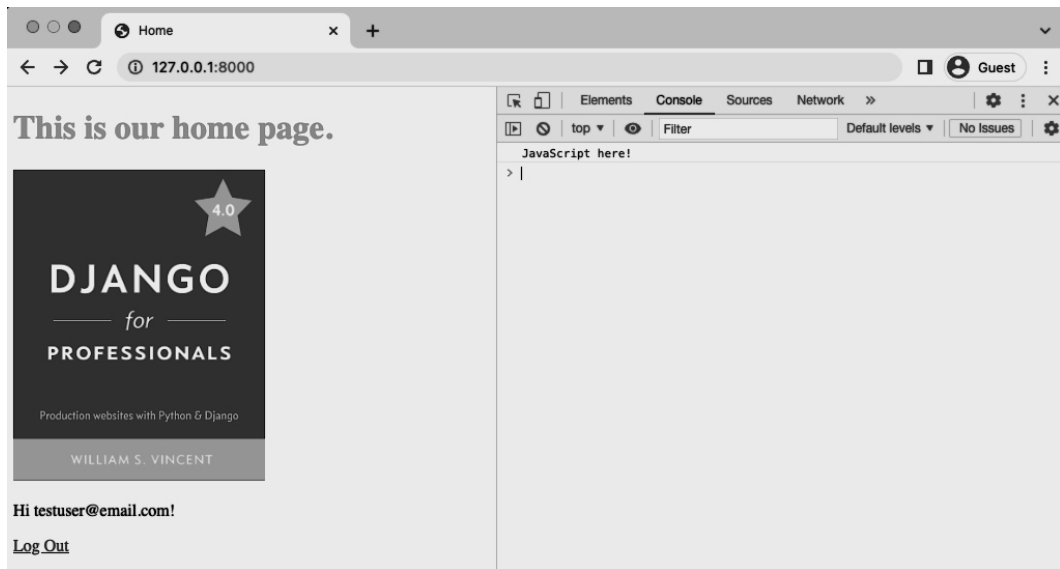 Home
127.0.0.1:8000
Guest
This is our home page.
4.0
DJANGO
for
PROFESSIONALS
Production websites with Python & Django
WILLIAM S. VINCENT
Hi testuser@email.com!
Log Out
Elements Console Sources Network
top Filter Default levels No Issues
JavaScript here!